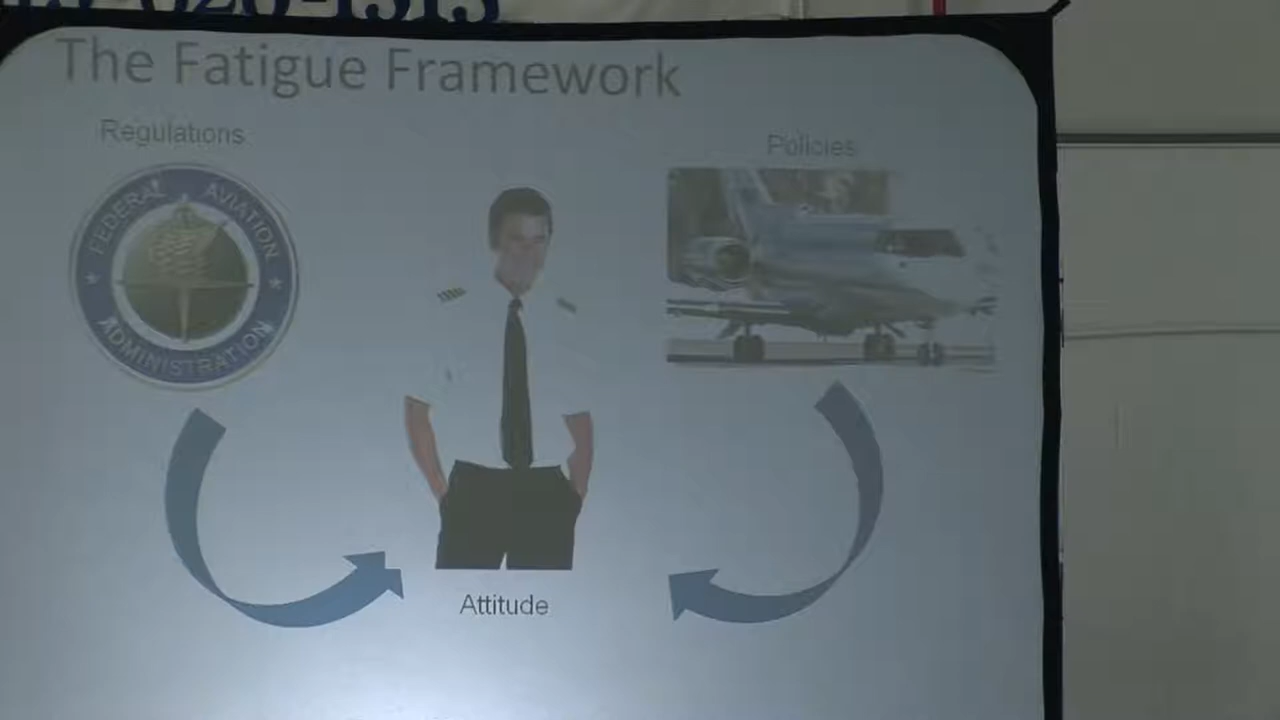 The Fatigue Framework
Regulations
Policies
FEDERAL AVIATION
ADMINISTRATION
Attitude